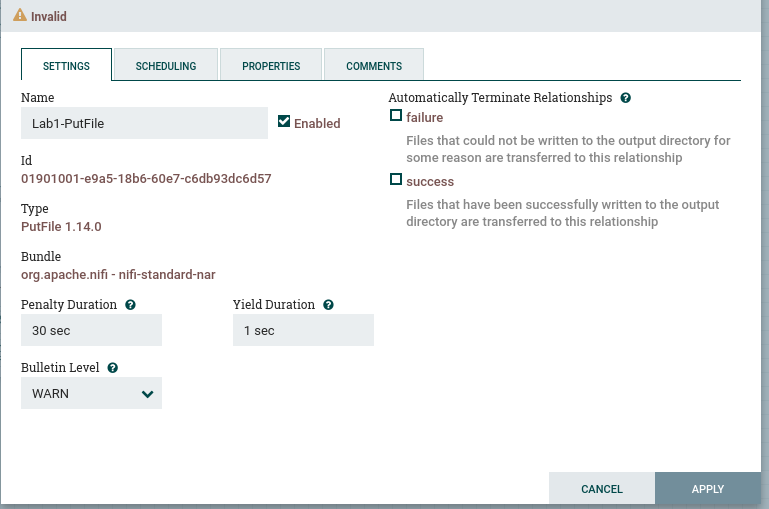 Invalid
SETTINGS
SCHEDULING
PROPERTIES
COMMENTS
Name
Lab1-PutFile
Enabled
Id
01901001-e9a5-18b6-60e7-c6db93dc6d57
Type
PutFile 1.14.0
Bundle
org.apache.nifi - nifi-standard-nar
Penalty Duration ?
30 sec
Yield Duration ?
1 sec
Bulletin Level ?
WARN
Automatically Terminate Relationships ?
failure
Files that could not be written to the output directory for
some reason are transferred to this relationship
success
Files that have been successfully written to the output
directory are transferred to this relationship
CANCEL
APPLY